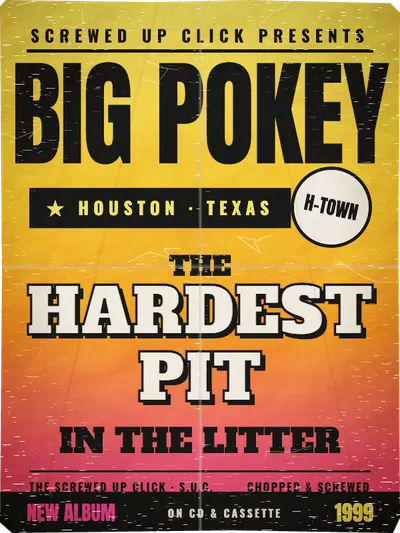 SCREWED UP CLICK PRESENTS
BIG POKEY
★ HOUSTON · TEXAS
H-TOWN
THE
HARDEST
PIT
IN THE LITTER
THE SCREWED UP CLICK · S.U.C. CHOPPED & SCREWED
NEW ALBUM ON CD & CASSETTE 1999